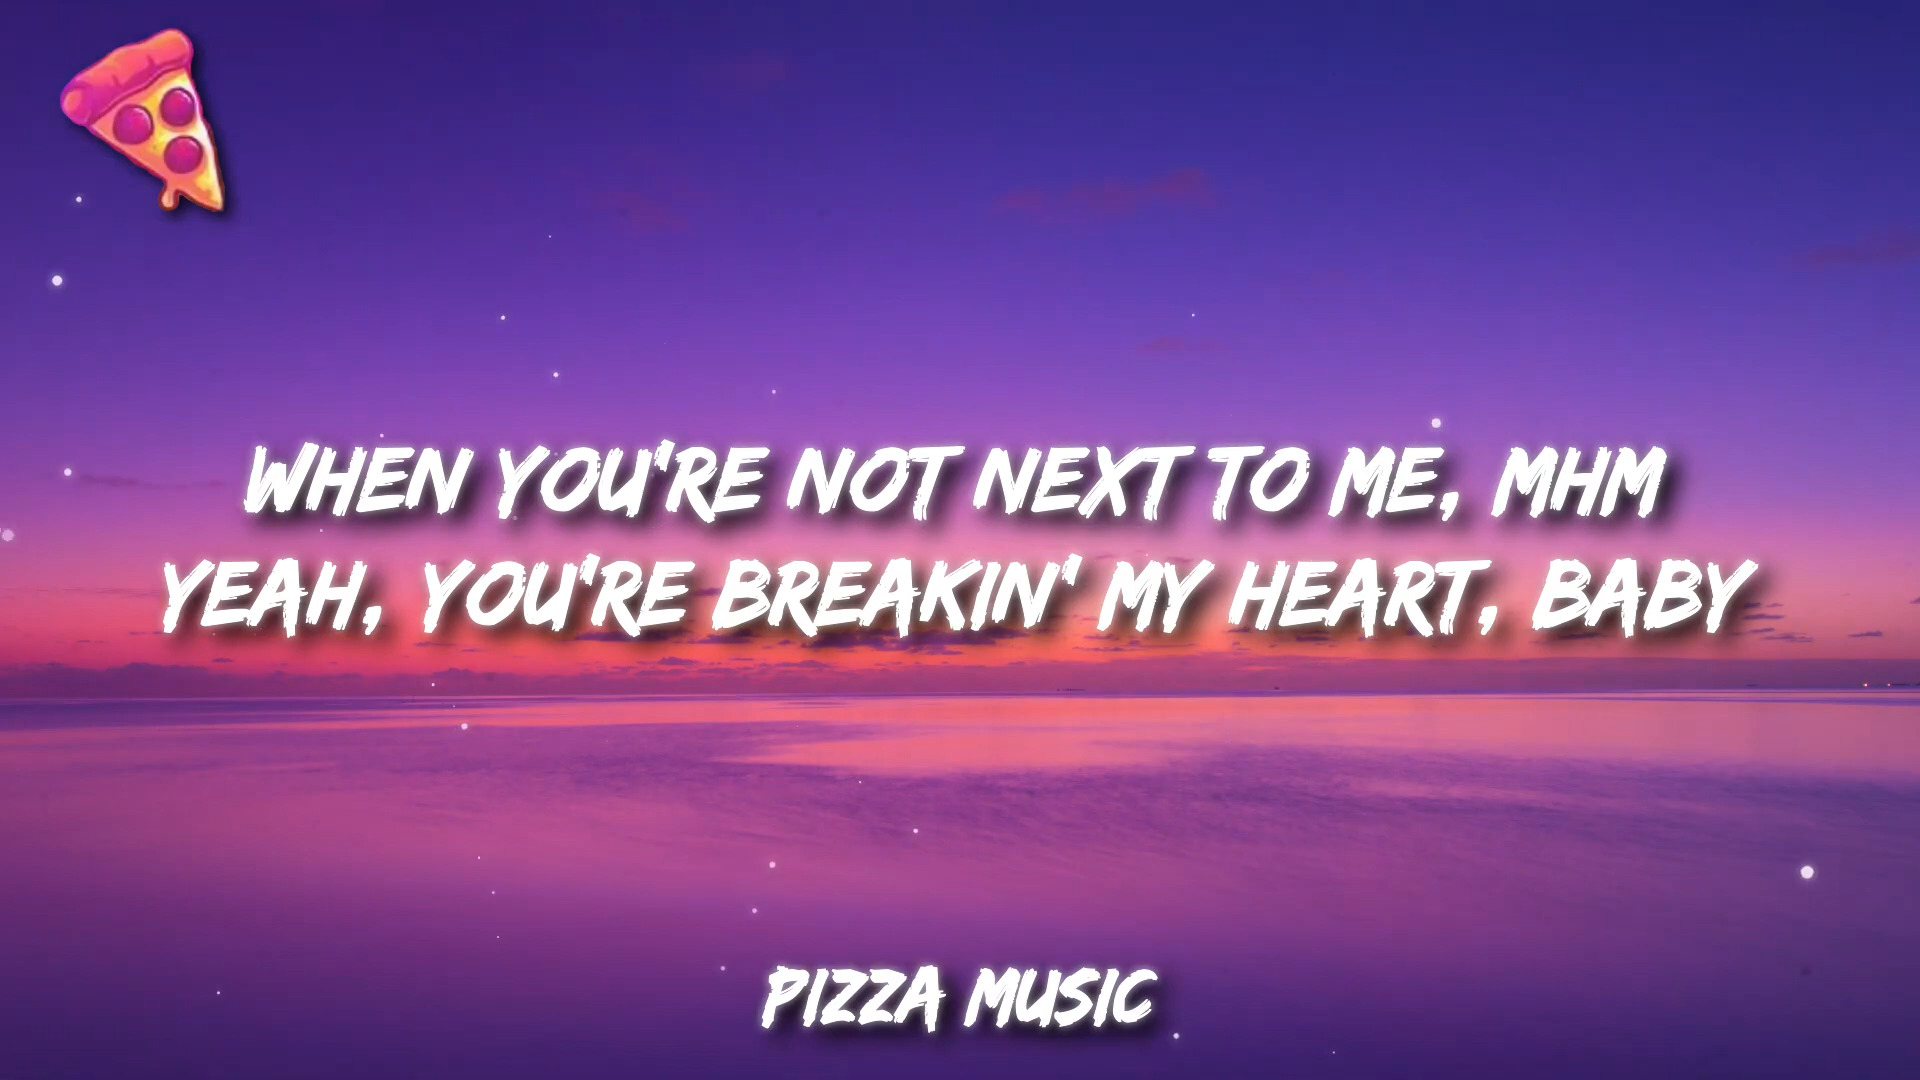 WHEN YOU'RE NOT NEXT TO ME, MHM
YEAH, YOU'RE BREAKIN' MY HEART, BABY
PIZZA MUSIC